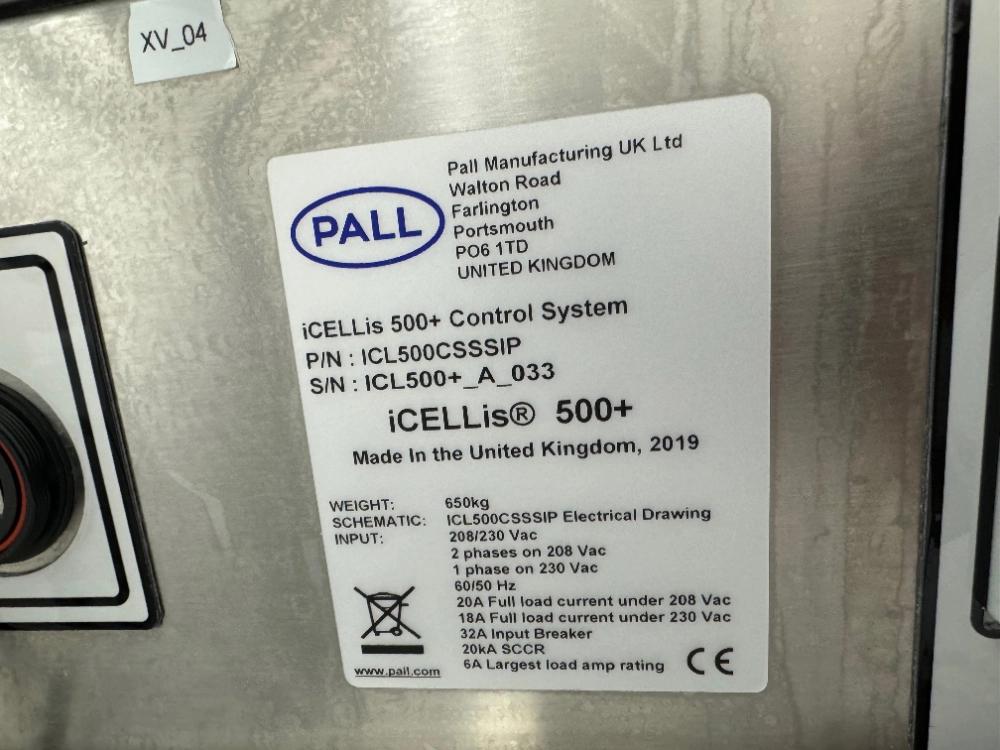 XV_04
PALL
Pall Manufacturing UK Ltd
Walton Road
Farlington
Portsmouth
PO6 1TD
UNITED KINGDOM
iCELLis 500+ Control System
P/N : ICL500CSSSIP
S/N : ICL500+_A_033
iCELLis® 500+
Made In the United Kingdom, 2019
WEIGHT: 650kg
SCHEMATIC: ICL500CSSSIP Electrical Drawing
INPUT: 208/230 Vac
2 phases on 208 Vac
1 phase on 230 Vac
60/50 Hz
20A Full load current under 208 Vac
18A Full load current under 230 Vac
32A Input Breaker
20kA SCCR
6A Largest load amp rating
www.pall.com
CE